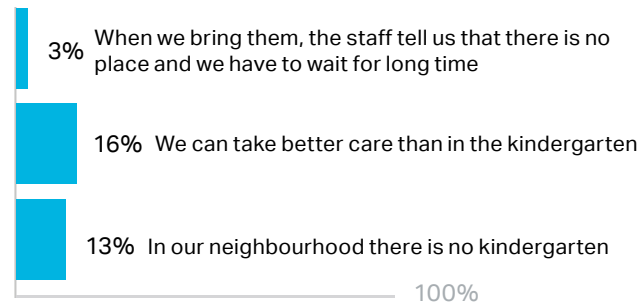 3% When we bring them, the staff tell us that there is no
place and we have to wait for long time
16% We can take better care than in the kindergarten
13% In our neighbourhood there is no kindergarten
100%